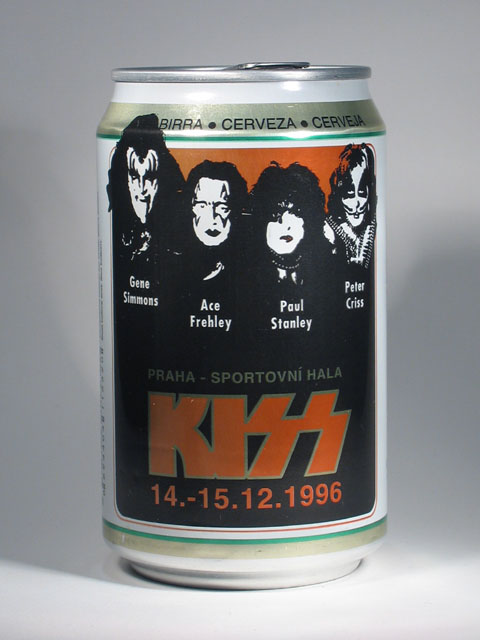 BIRRA • CERVEZA • CERVEJA
Gene
Simmons
Ace
Frehley
Paul
Stanley
Peter
Criss
PRAHA - SPORTOVNÍ HALA
KISS
14.-15.12.1996